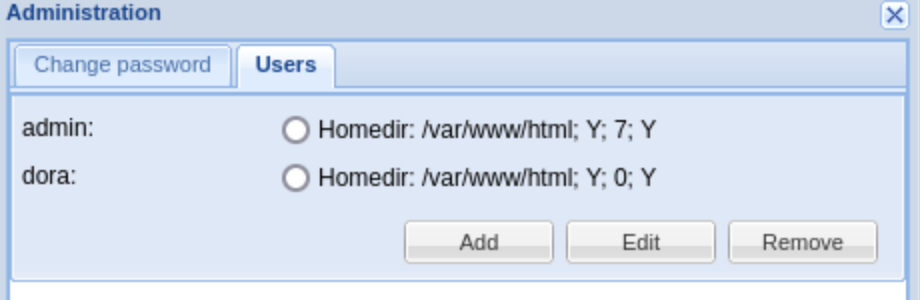 Administration
Change password Users
admin: Homedir: /var/www/html; Y; 7; Y
dora: Homedir: /var/www/html; Y; 0; Y
Add Edit Remove